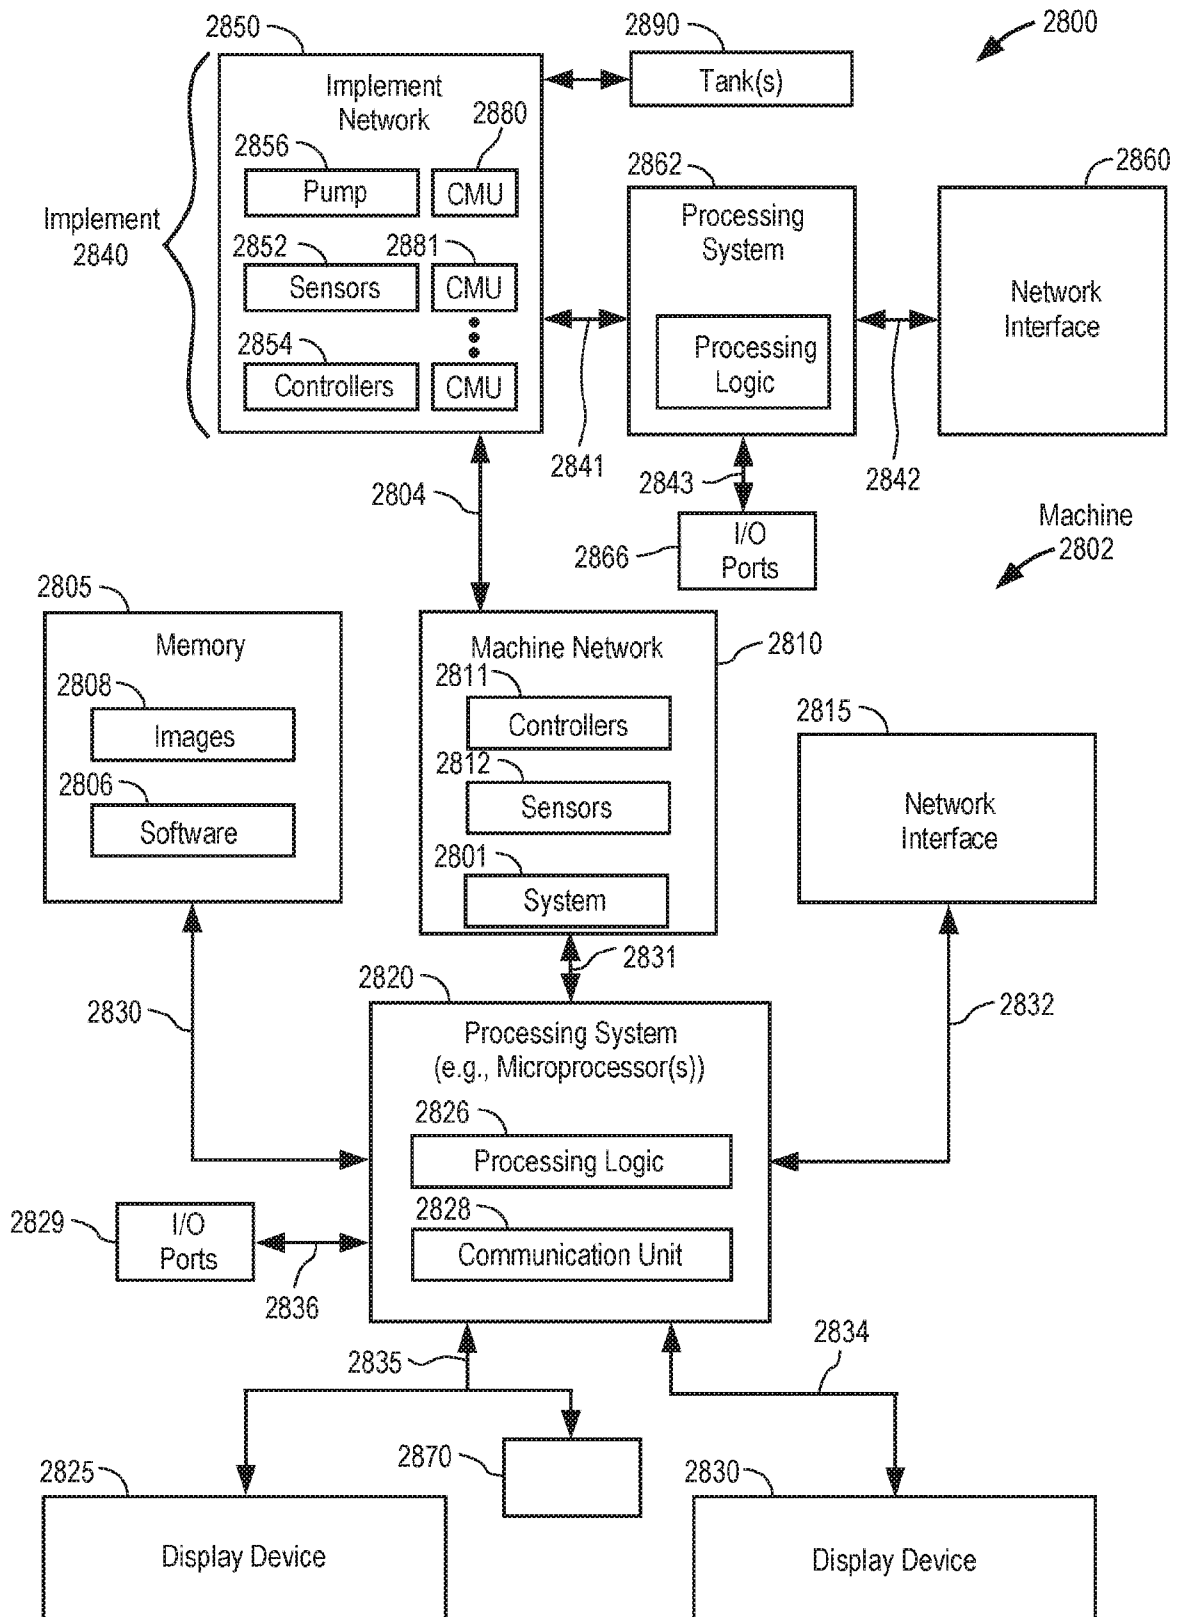 2850
2890
2800
Implement
Network
Tank(s)
2880
2856
Pump
CMU
2862
2860
Implement
2840
Processing
System
2852
2881
Sensors
CMU
Network
Interface
2854
Processing
Logic
Controllers
CMU
2841
2842
2843
2804
Machine
2802
2866
I/O
Ports
2805
Memory
Machine Network
2810
2808
2811
Images
Controllers
2815
2806
2812
Software
Sensors
Network
Interface
2801
System
2831
2820
2830
2832
Processing System
(e.g., Microprocessor(s))
2826
Processing Logic
2829
I/O
Ports
2828
Communication Unit
2836
2835
2834
2825
2870
2830
Display Device
Display Device